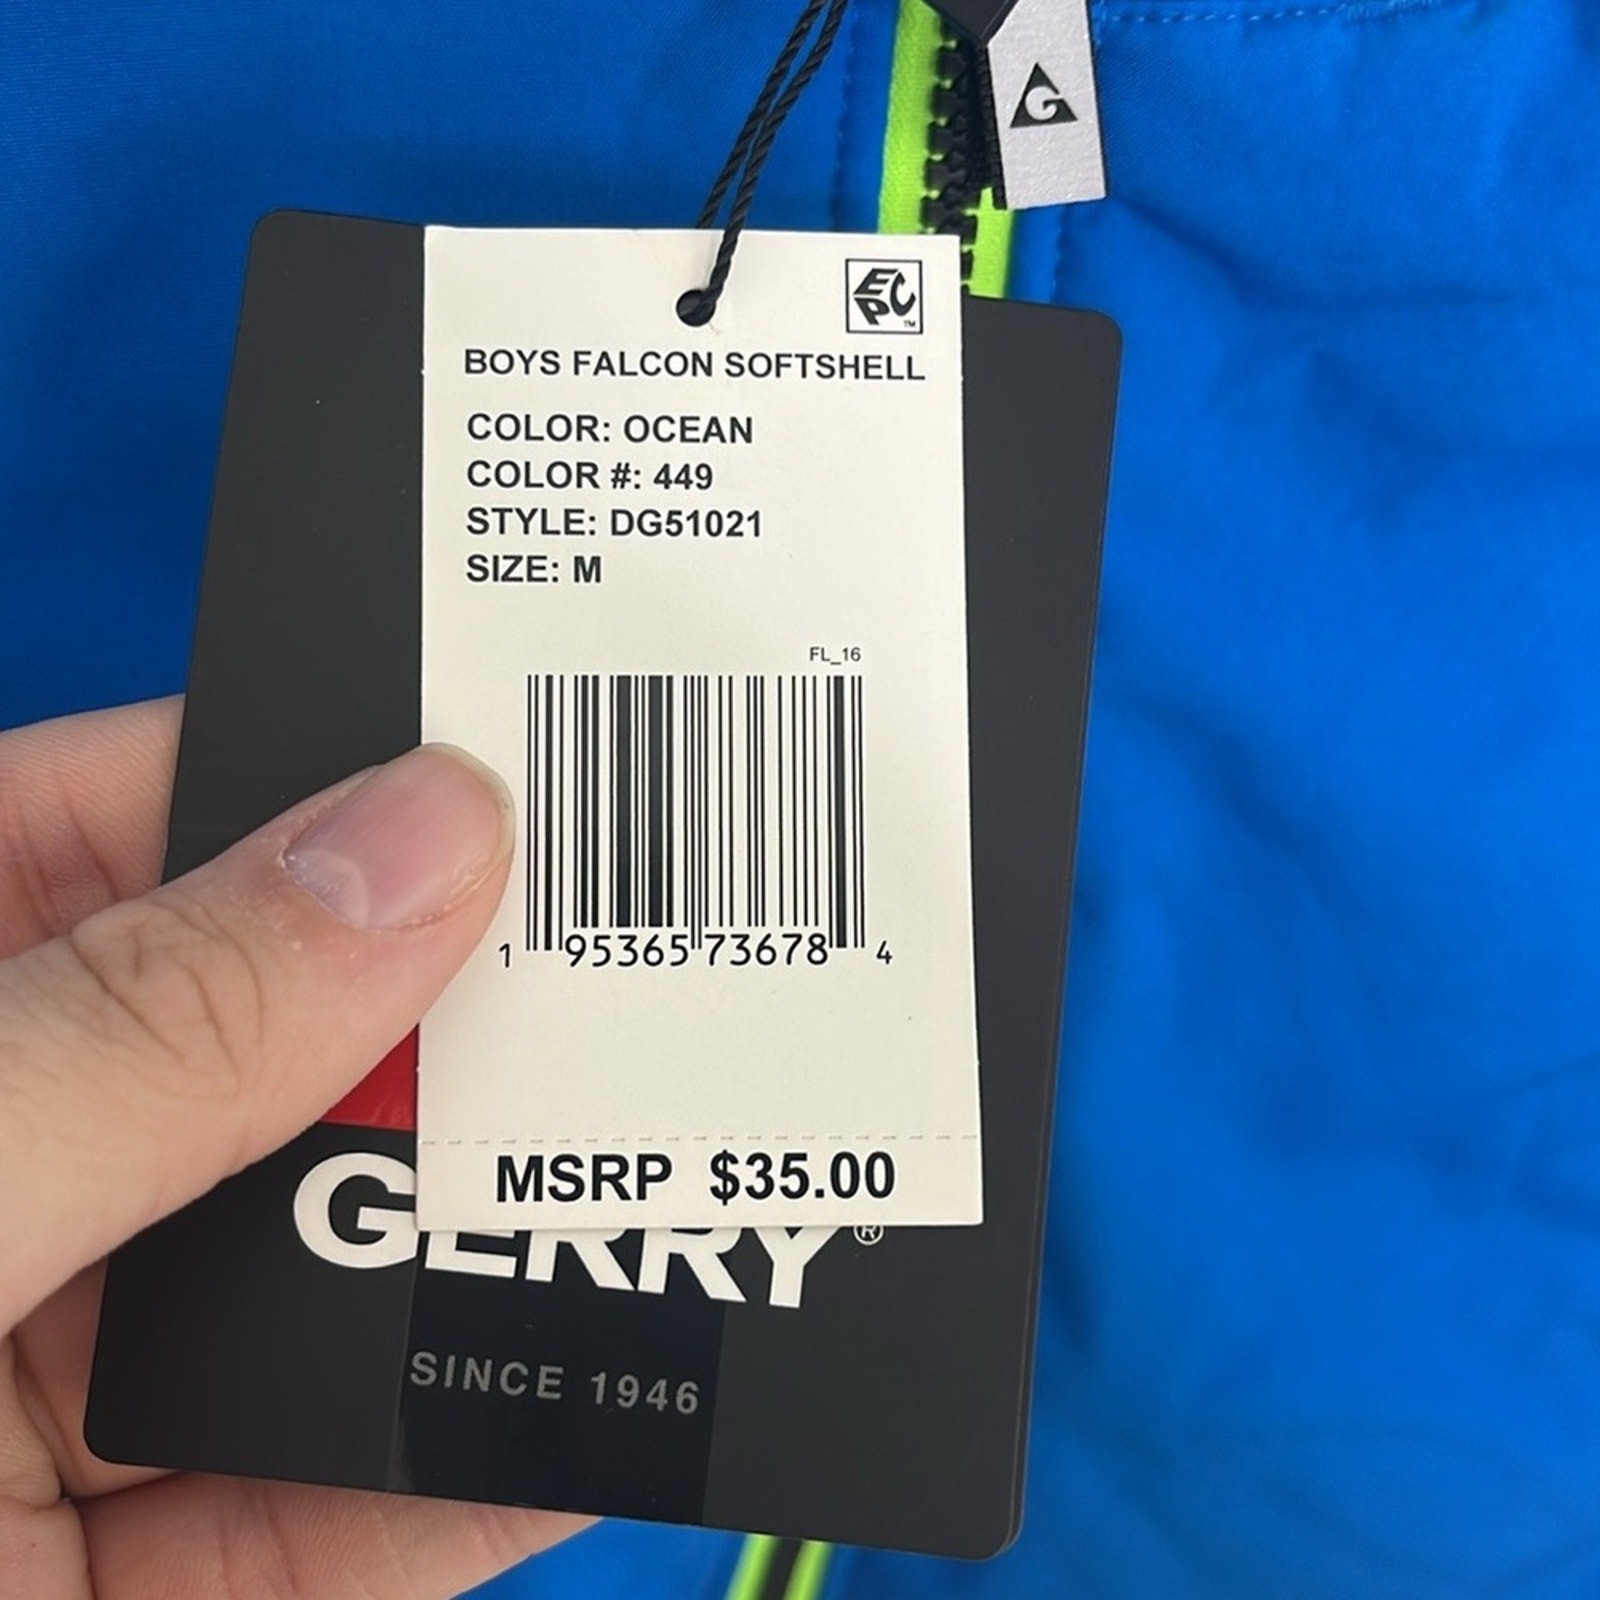 G
EPC™
BOYS FALCON SOFTSHELL
COLOR: OCEAN
COLOR #: 449
STYLE: DG51021
SIZE: M
FL_16
1 95365 73678 4
MSRP $35.00
GERRY®
SINCE 1946